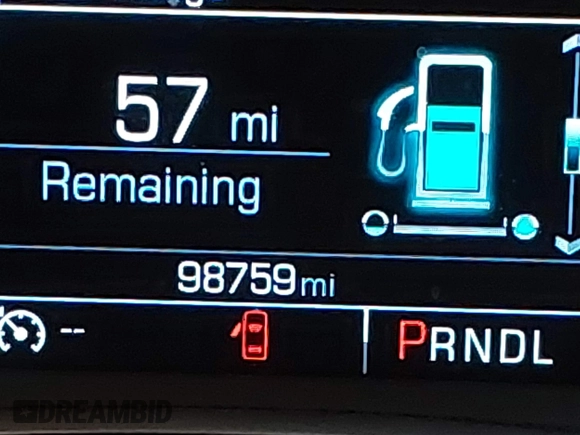 57 mi
Remaining
98759mi
--
PRNDL
DREAMBID